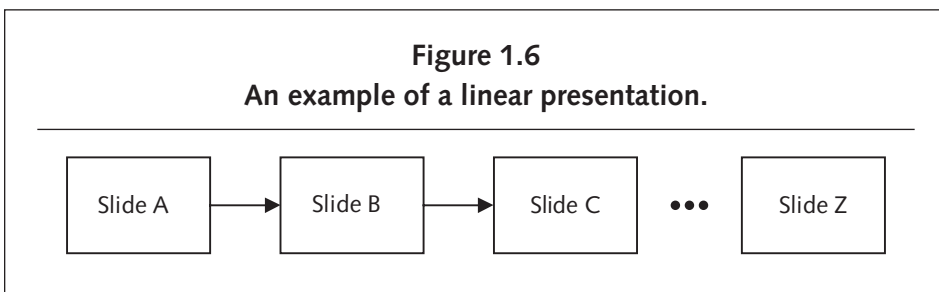 Figure 1.6
An example of a linear presentation.
Slide A
Slide B
Slide C
•••
Slide Z